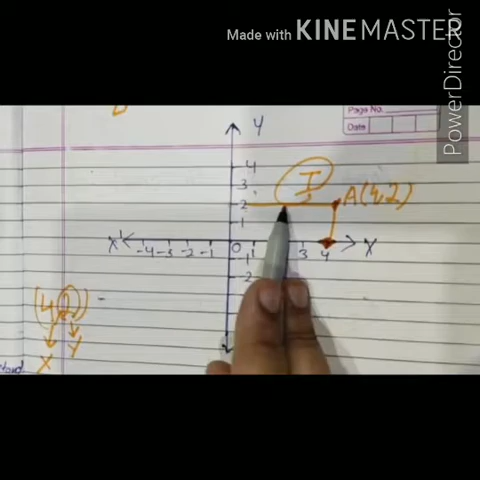 Made with KINEMASTER
PowerDirector
Page No.
Date
Y
4
3
I
2
A(4,2)
1
X' -4 -3 -2 -1 0 1 3 4 X
-1
-2
(4 2) -
X Y